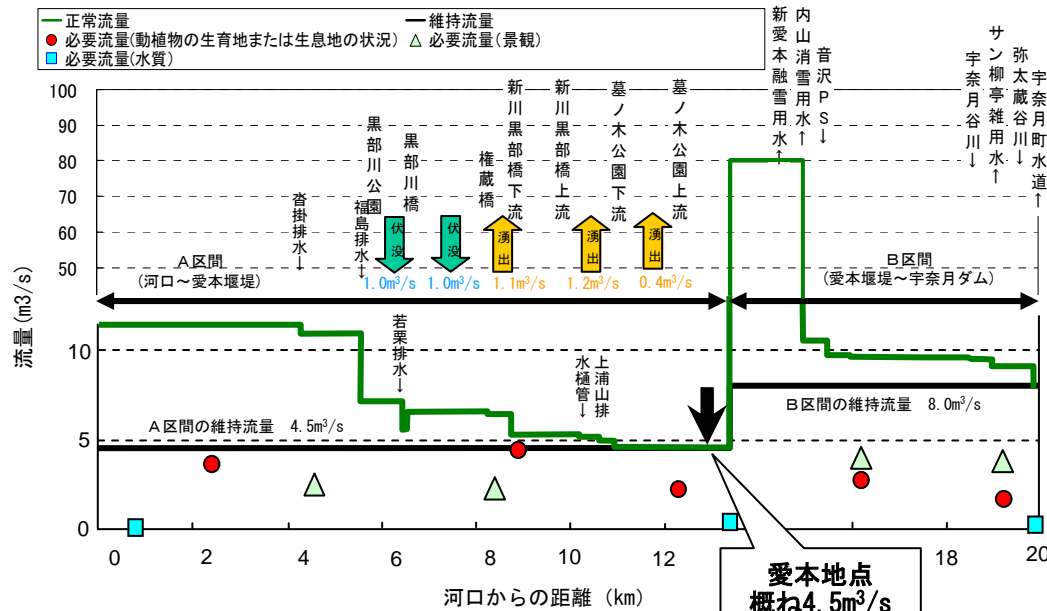 正常流量
維持流量
必要流量(動植物の生育地または生息地の状況)
必要流量(景観)
必要流量(水質)
流量(m3/s)
100
90
80
70
60
50
10
5
0
沓掛排水↓
福島排水↓
黒部川公園
黒部川橋
権蔵橋
新川黒部橋下流
新川黒部橋上流
墓ノ木公園下流
墓ノ木公園上流
新愛本融雪用水↑
内山消雪用水↑
音沢PS↓
宇奈月谷川↓
サン柳亭雑用水↑
弥太蔵谷川↓
宇奈月町水道↑
伏没
伏没
湧出
湧出
湧出
1.0m³/s
1.0m³/s
1.1m³/s
1.2m³/s
0.4m³/s
A区間
(河口~愛本堰堤)
B区間
(愛本堰堤~宇奈月ダム)
若栗排水↓
水樋管↓
上浦山排
A区間の維持流量 4.5m³/s
B区間の維持流量 8.0m³/s
0 2 4 6 8 10 12 16 18 20
河口からの距離 (km)
愛本地点
概ね4.5m³/s